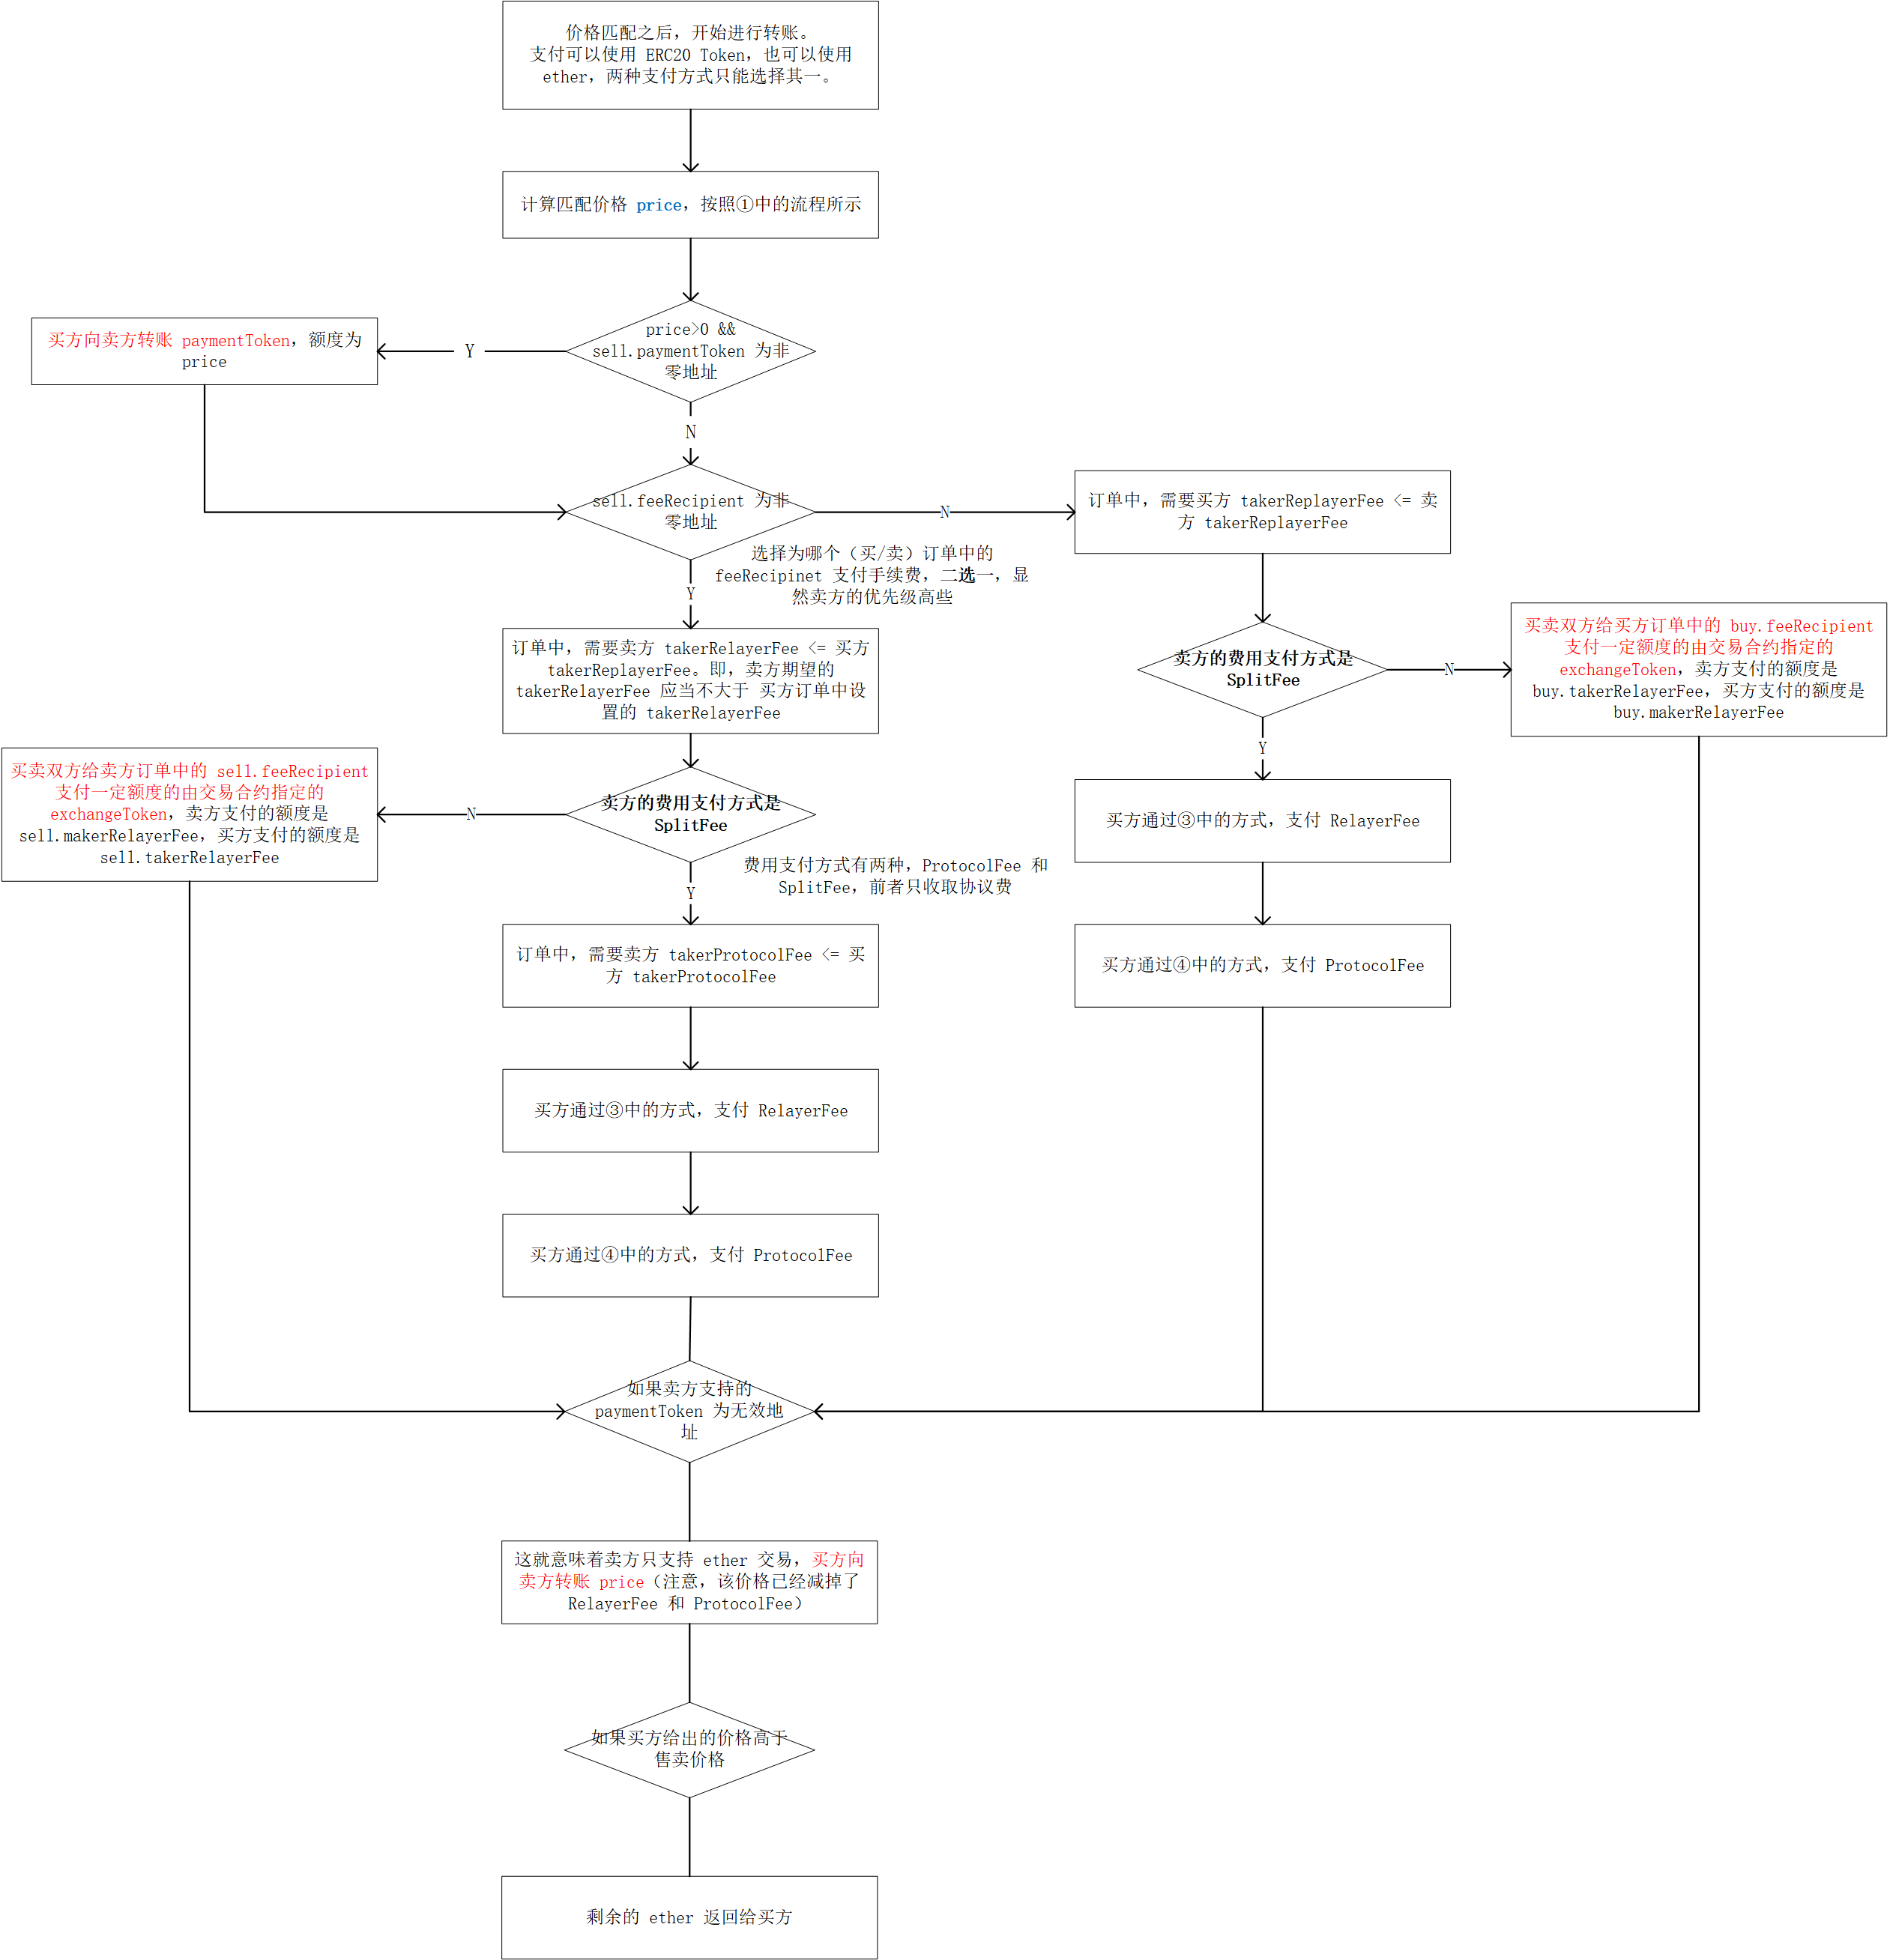 价格匹配之后，开始进行转账。
支付可以使用 ERC20 Token，也可以使用
ether，两种支付方式只能选择其一。
计算匹配价格 price，按照①中的流程所示
price>0 &&
sell.paymentToken 为非
零地址
Y
买方向卖方转账 paymentToken，额度为
price
N
sell.feeRecipient 为非
零地址
N
订单中，需要买方 takerReplayerFee <= 卖
方 takerReplayerFee
选择为哪个（买/卖）订单中的
feeRecipinet 支付手续费，二选一，显
然卖方的优先级高些
Y
订单中，需要卖方 takerRelayerFee <= 买方
takerReplayerFee。即，卖方期望的
takerRelayerFee 应当不大于 买方订单中设
置的 takerRelayerFee
卖方的费用支付方式是
SplitFee
N
买卖双方给买方订单中的 buy.feeRecipient
支付一定额度的由交易合约指定的
exchangeToken，卖方支付的额度是
buy.takerRelayerFee，买方支付的额度是
buy.makerRelayerFee
Y
买卖双方给卖方订单中的 sell.feeRecipient
支付一定额度的由交易合约指定的
exchangeToken，卖方支付的额度是
sell.makerRelayerFee，买方支付的额度是
sell.takerRelayerFee
N
卖方的费用支付方式是
SplitFee
买方通过③中的方式，支付 RelayerFee
费用支付方式有两种，ProtocolFee 和
SplitFee，前者只收取协议费
Y
订单中，需要卖方 takerProtocolFee <= 买
方 takerProtocolFee
买方通过④中的方式，支付 ProtocolFee
买方通过③中的方式，支付 RelayerFee
买方通过④中的方式，支付 ProtocolFee
如果卖方支持的
paymentToken 为无效地
址
这就意味着卖方只支持 ether 交易，买方向
卖方转账 price（注意，该价格已经减掉了
RelayerFee 和 ProtocolFee）
如果买方给出的价格高于
售卖价格
剩余的 ether 返回给买方